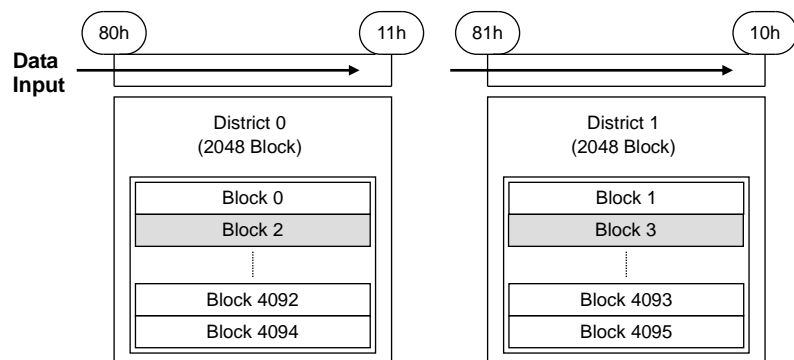 80h
11h
81h
10h
Data
Input
District 0
(2048 Block)
Block 0
Block 2
Block 4092
Block 4094
District 1
(2048 Block)
Block 1
Block 3
Block 4093
Block 4095